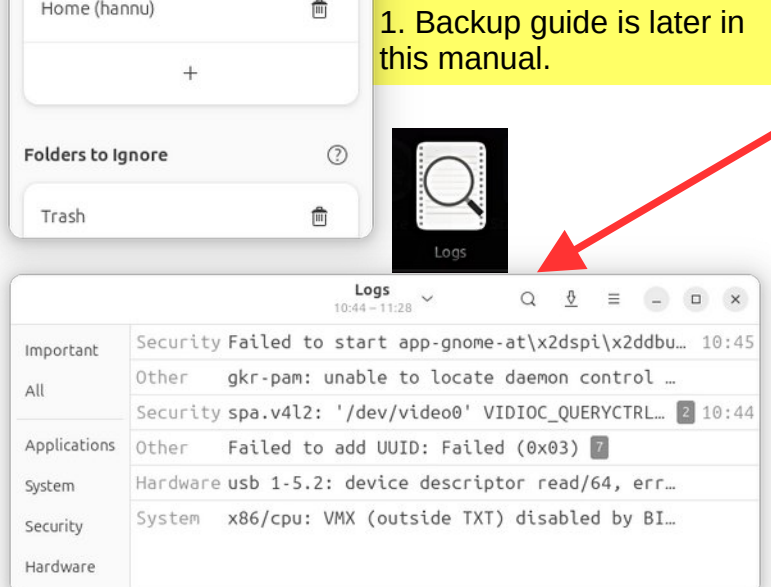 Home (hannu)
+
Folders to Ignore
Trash
1. Backup guide is later in
this manual.
Logs
Logs
10:44 – 11:28
Important
All
Applications
System
Security
Hardware
Security Failed to start app-gnome-at\x2dspi\x2ddbu… 10:45
Other gkr-pam: unable to locate daemon control …
Security spa.v4l2: '/dev/video0' VIDIOC_QUERYCTRL… 2 10:44
Other Failed to add UUID: Failed (0x03) 7
Hardware usb 1-5.2: device descriptor read/64, err…
System x86/cpu: VMX (outside TXT) disabled by BI…